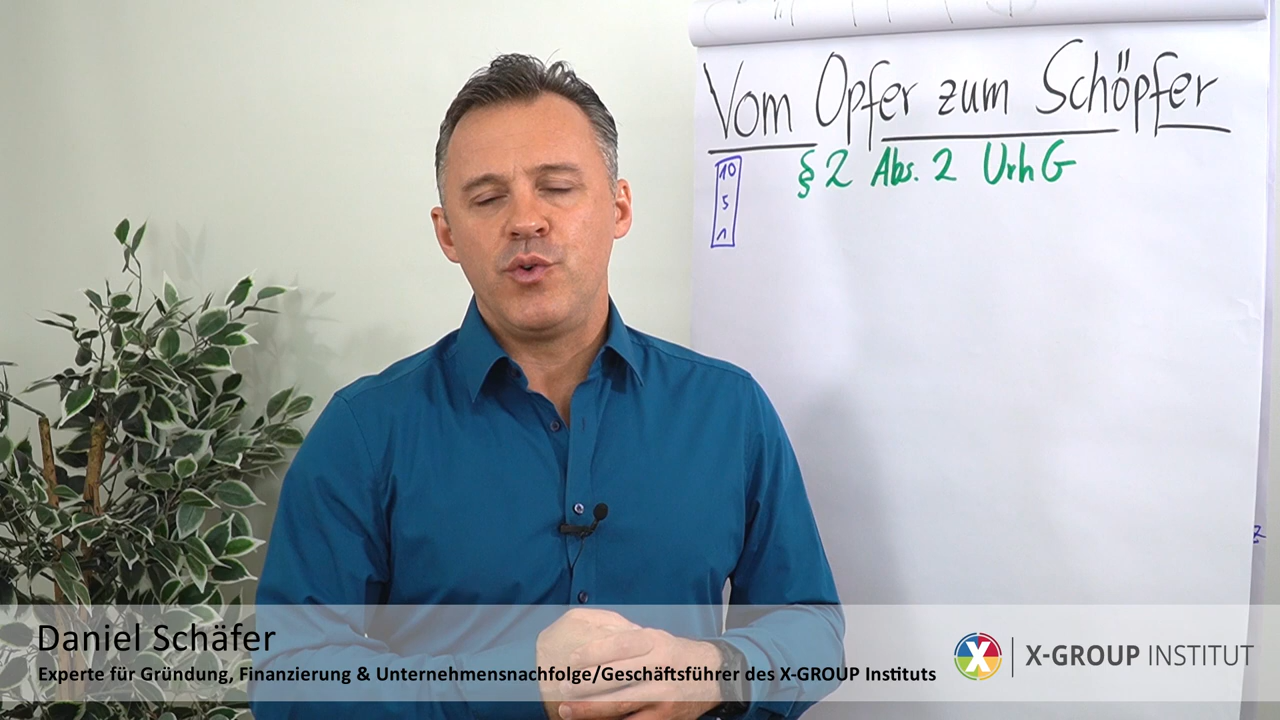 Vom Opfer zum Schöpfer
§ 2 Abs. 2 UrhG
10
5
1
Daniel Schäfer
Experte für Gründung, Finanzierung & Unternehmensnachfolge/Geschäftsführer des X-GROUP Instituts
X
X-GROUP INSTITUT